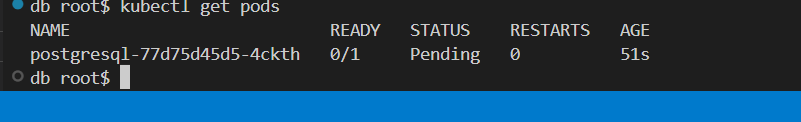 db root$ kubectl get pods
NAME READY STATUS RESTARTS AGE
postgresql-77d75d45d5-4ckth 0/1 Pending 0 51s
db root$